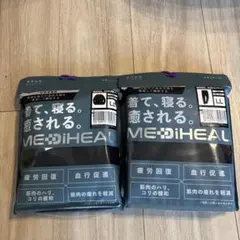 着て、寝る。
癒される。
MEDiHEAL
疲労回復
血行促進
筋肉のハリ、
コリの緩和
筋肉の疲れを軽減
着て、寝る。
癒される。
MEDiHEAL
疲労回復
血行促進
筋肉のハリ、
コリの緩和
筋肉の疲れを軽減